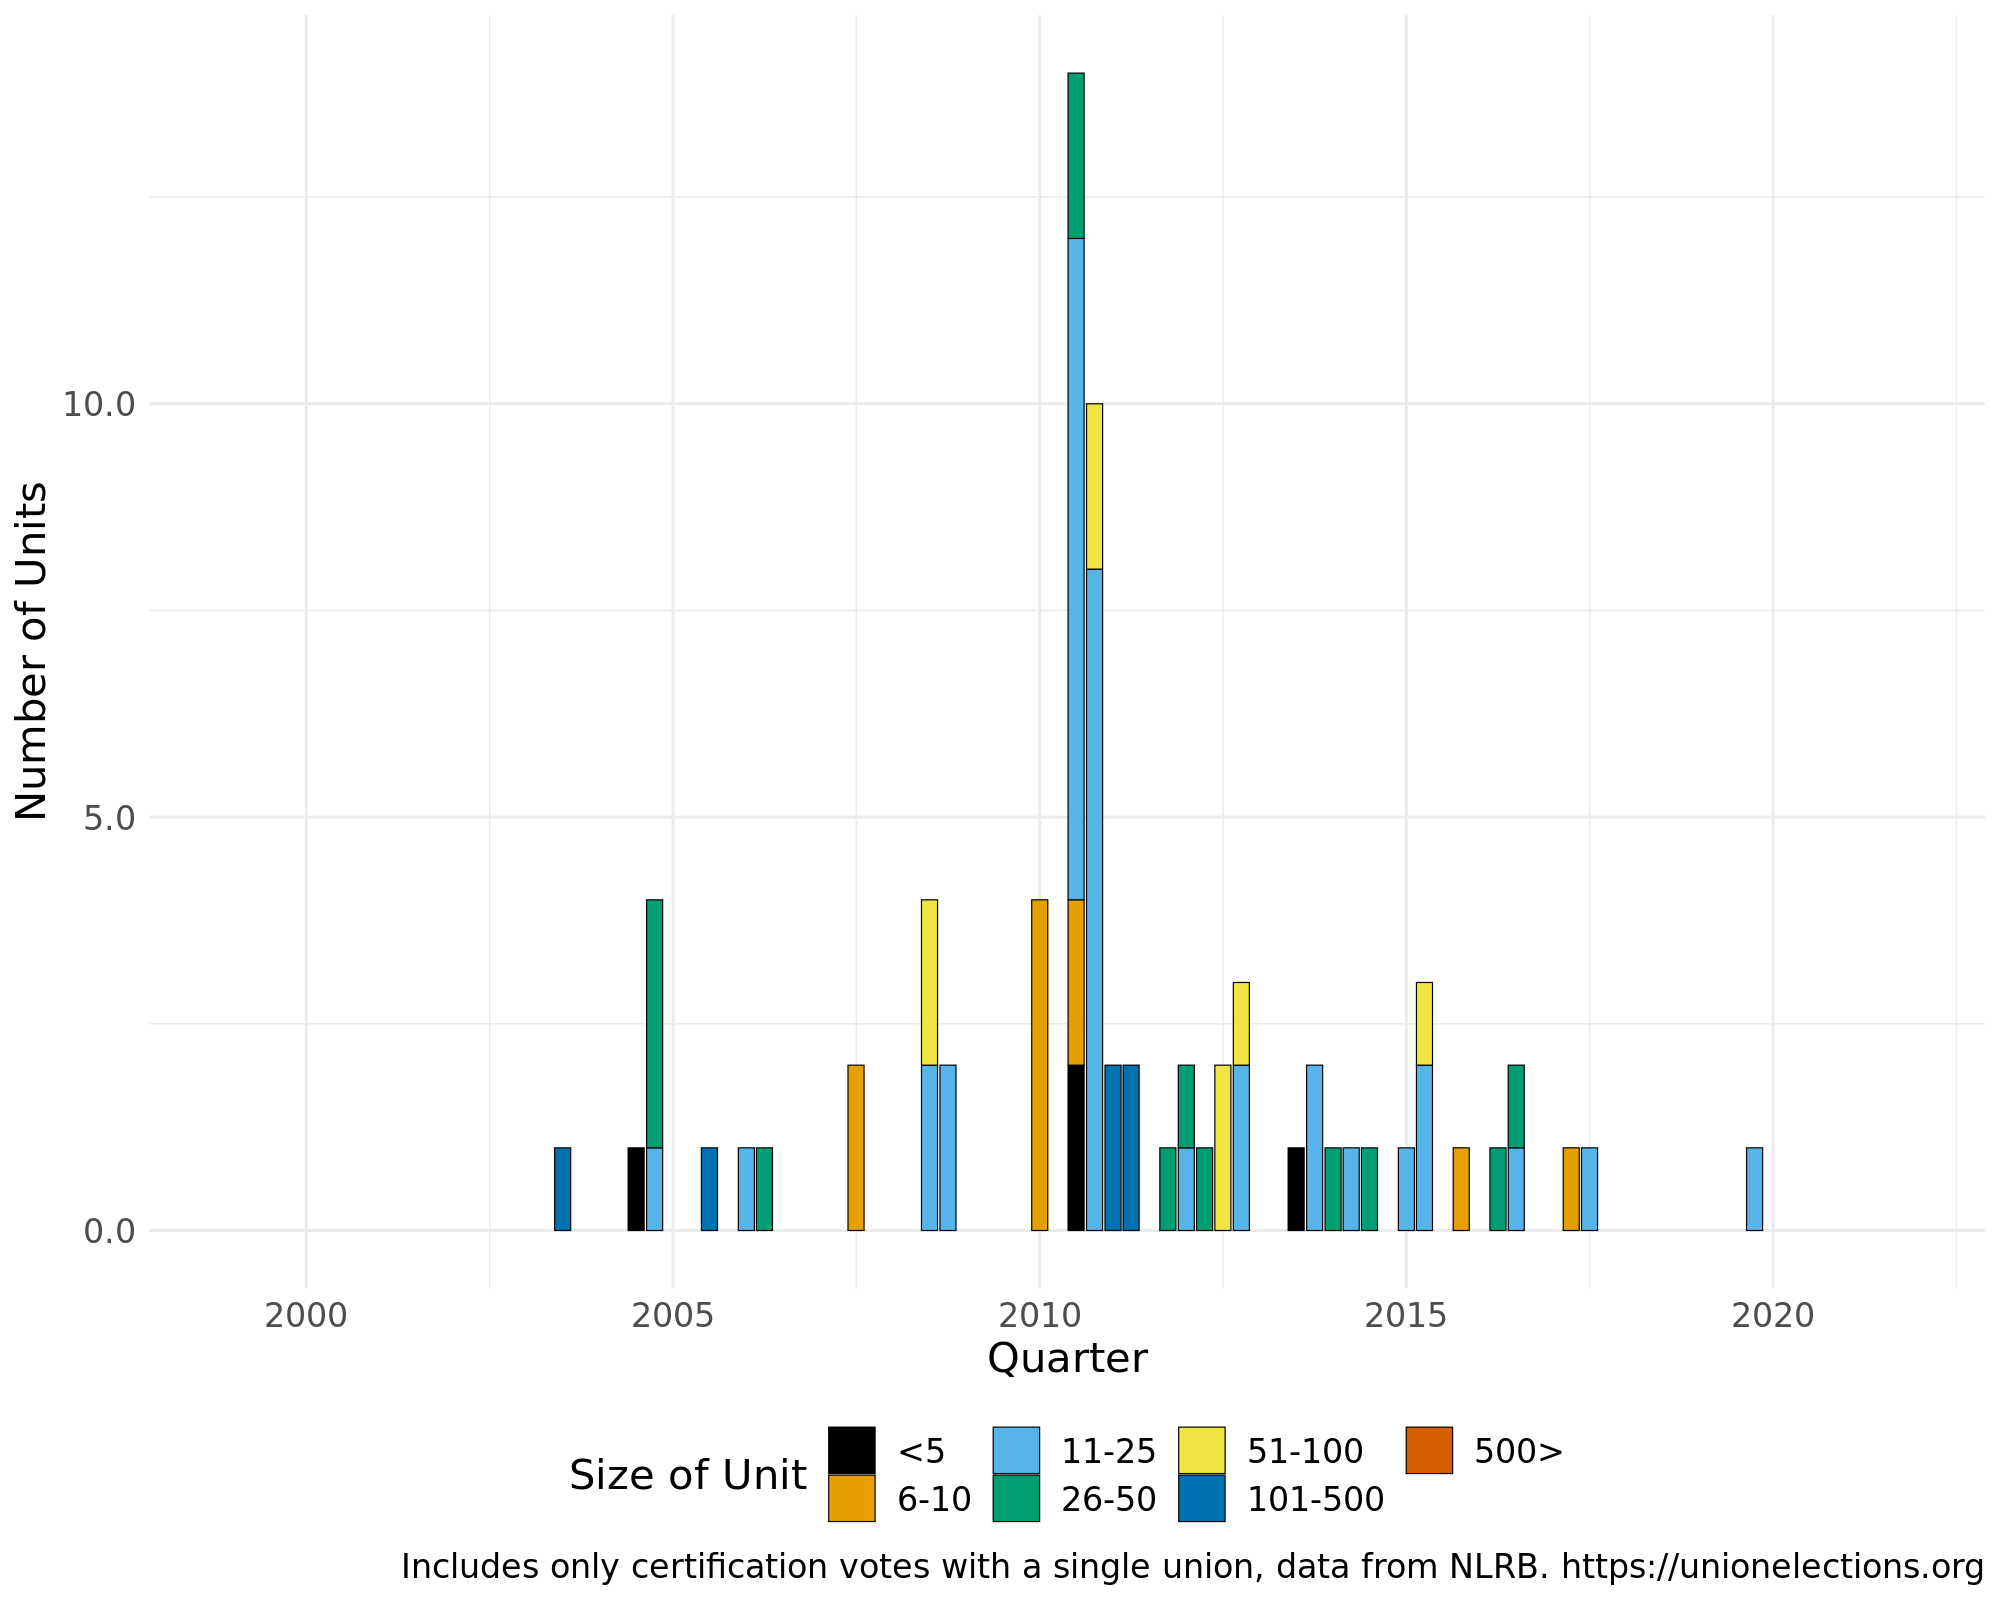 Number of Units
10.0
5.0
0.0
2000 2005 2010 2015 2020
Quarter
Size of Unit
<5 11-25 51-100 500>
6-10 26-50 101-500
Includes only certification votes with a single union, data from NLRB. https://unionelections.org